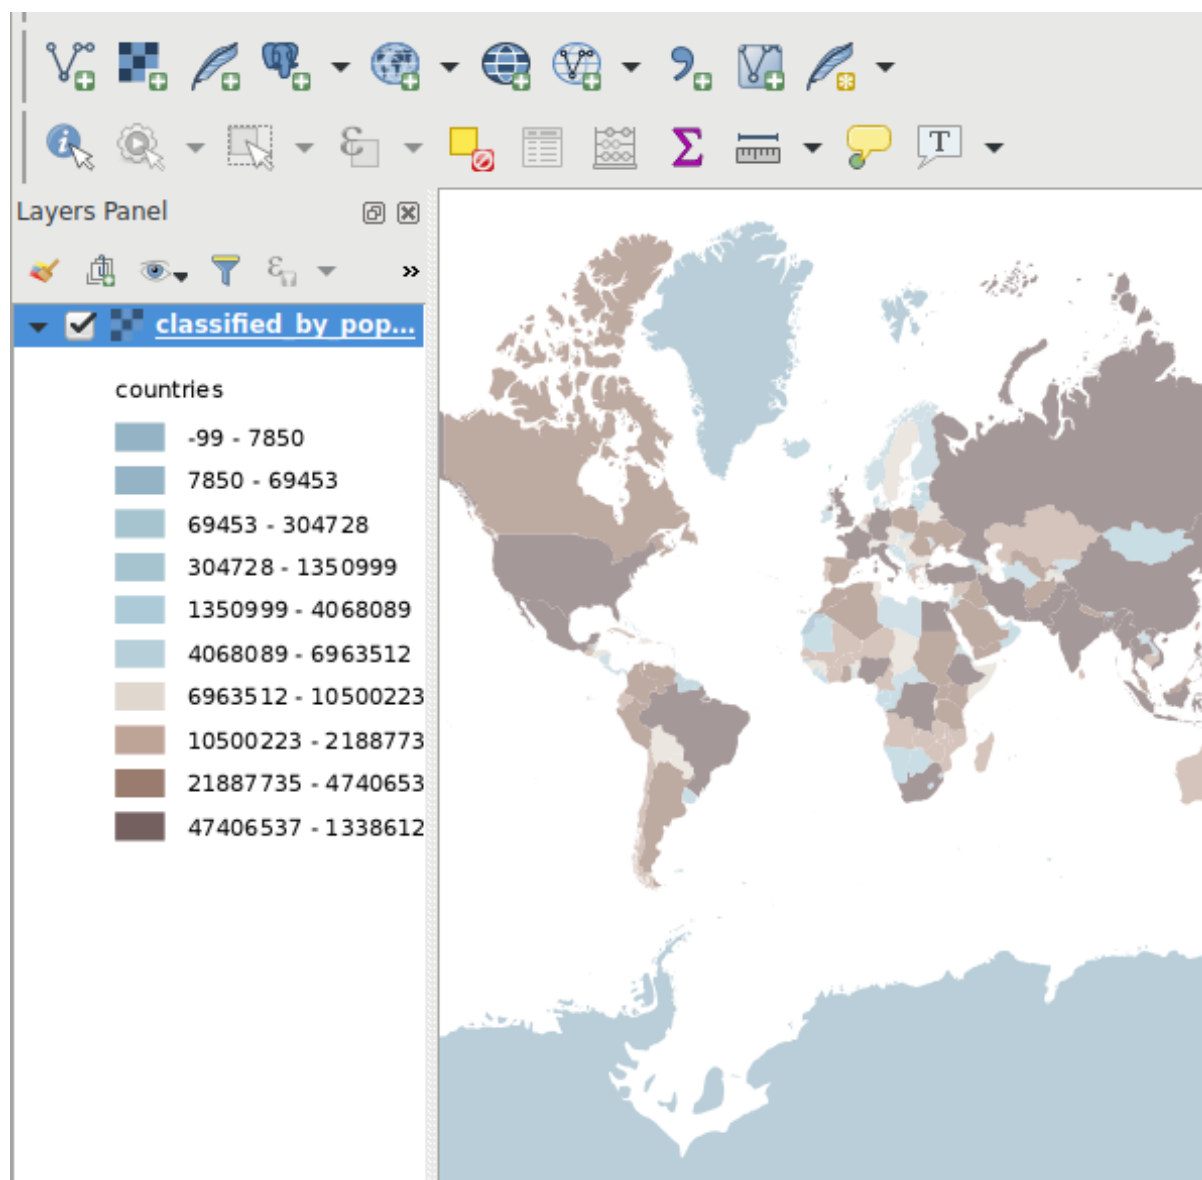 T
Layers Panel
classified_by_pop...
countries
-99 - 7850
7850 - 69453
69453 - 304728
304728 - 1350999
1350999 - 4068089
4068089 - 6963512
6963512 - 10500223
10500223 - 2188773
21887735 - 4740653
47406537 - 1338612